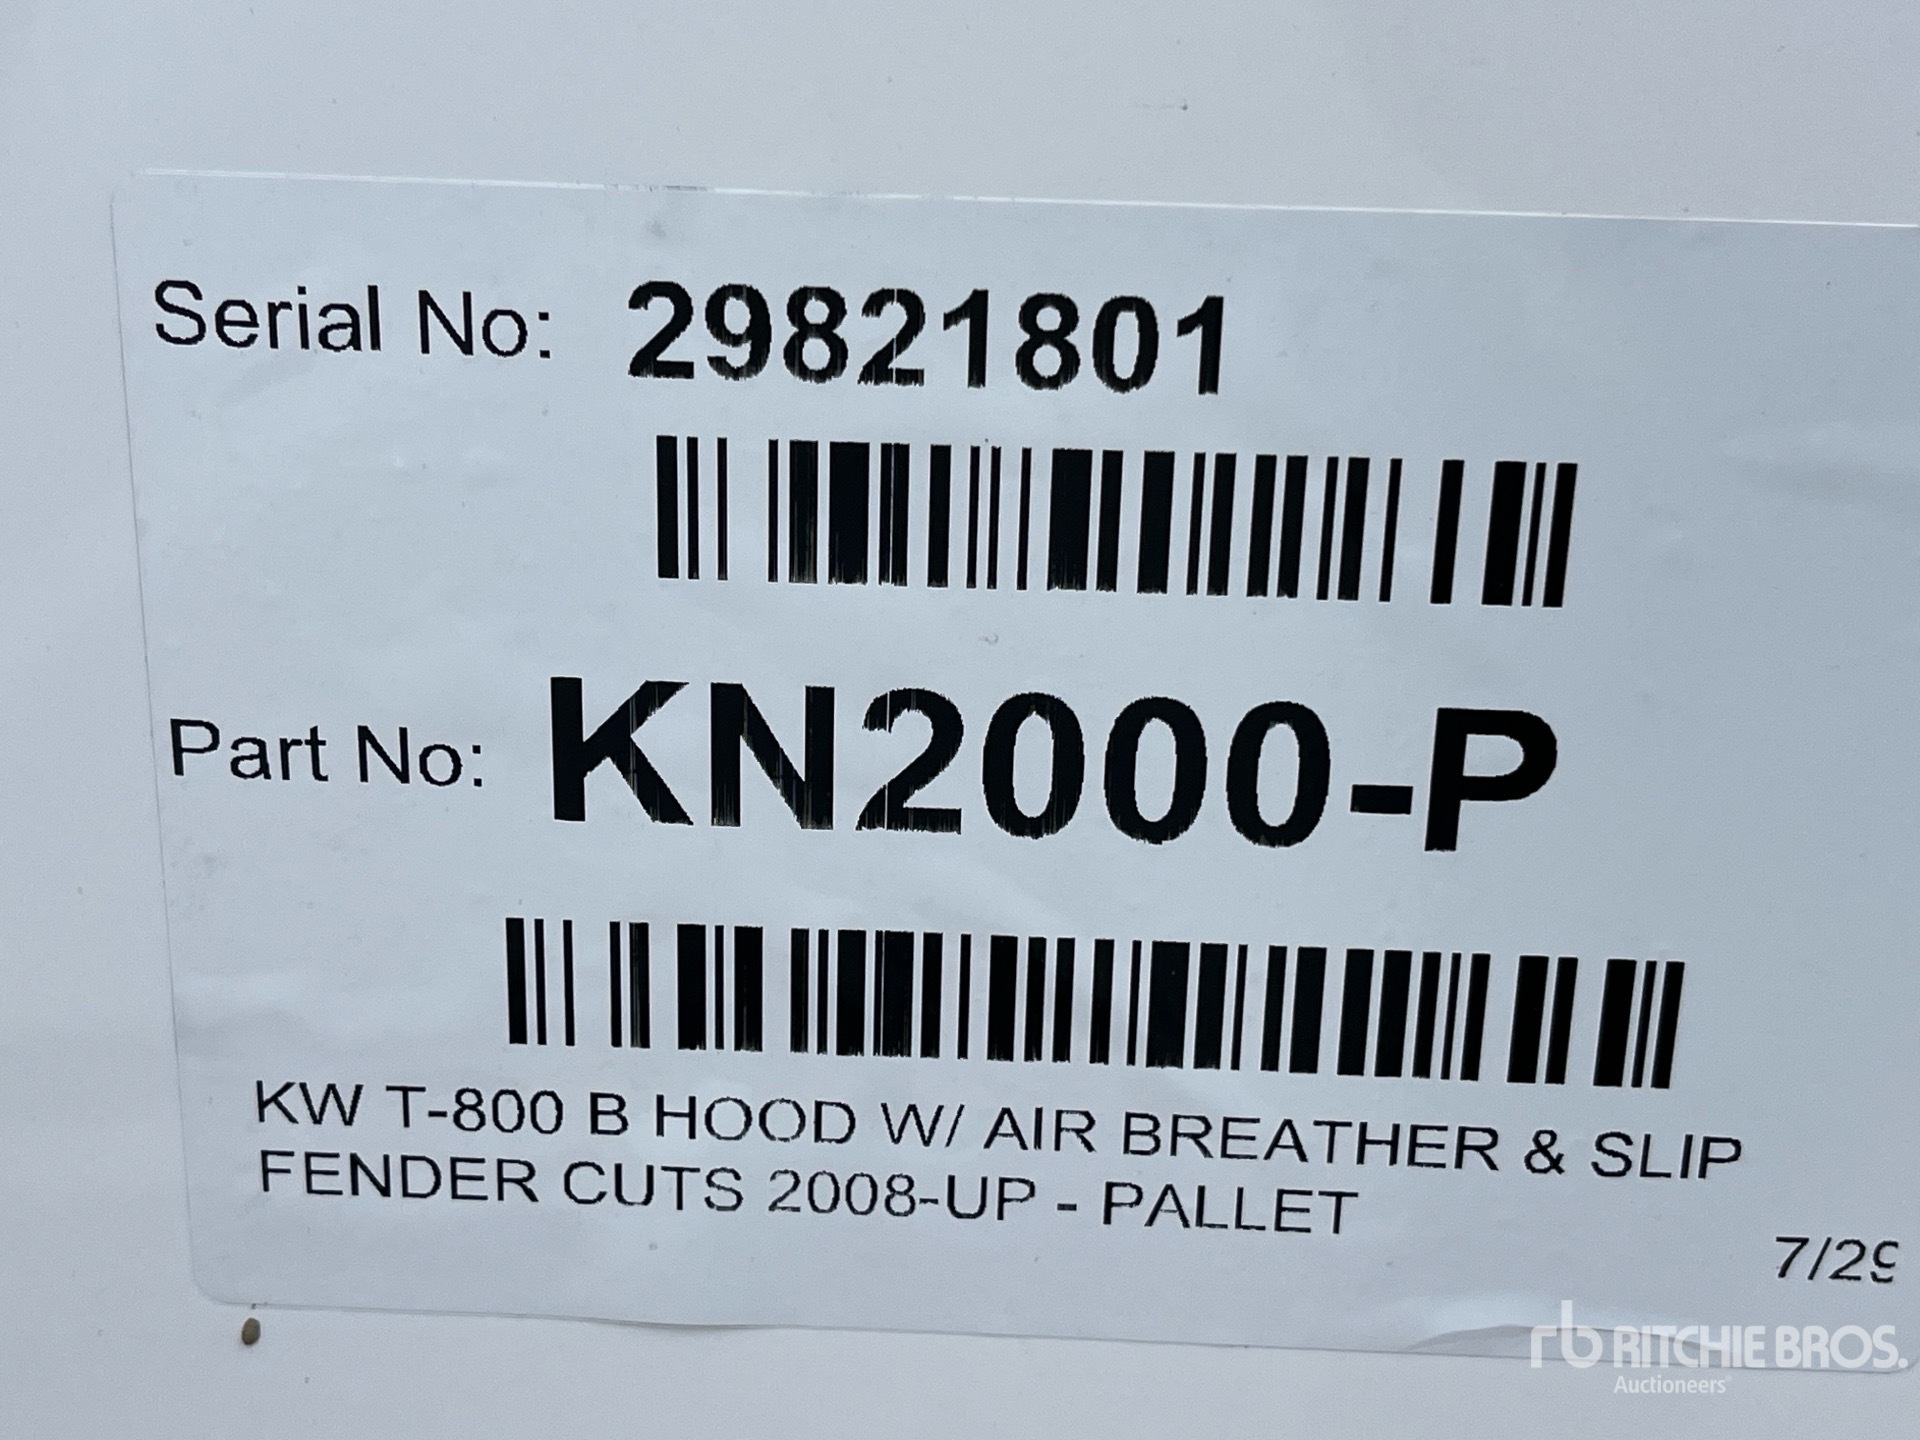 Serial No: 29821801
Part No: KN2000-P
KW T-800 B HOOD W/ AIR BREATHER & SLIP
FENDER CUTS 2008-UP - PALLET
7/29
rb RITCHIE BROS.
Auctioneers